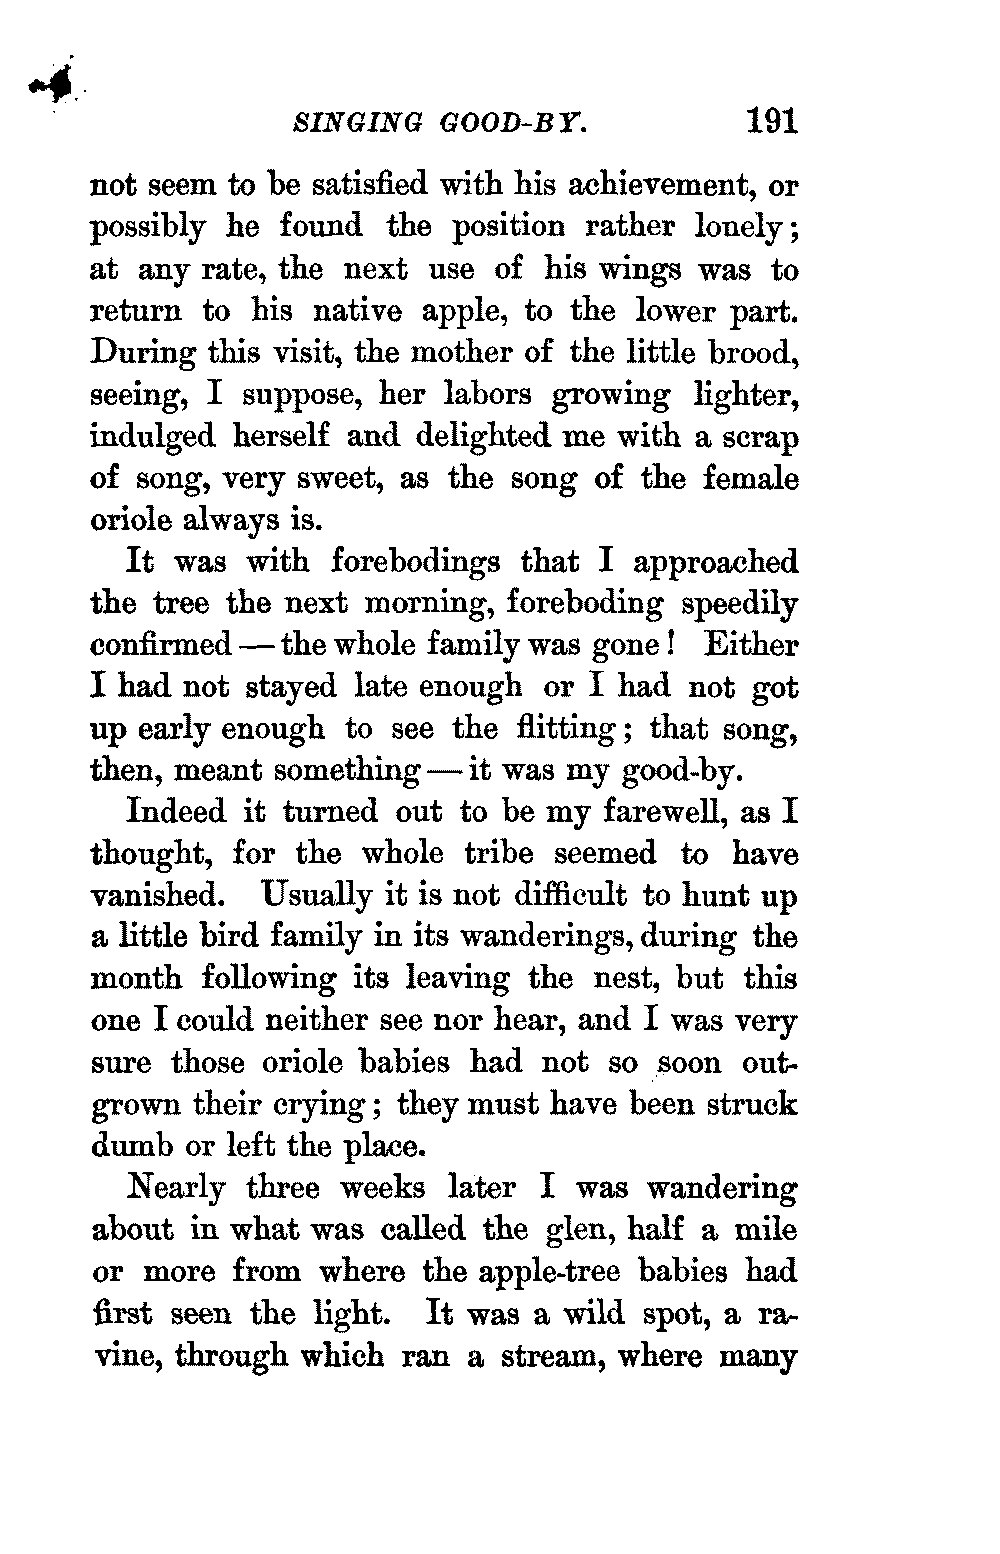 SINGING GOOD-BY. 191
not seem to be satisfied with his achievement, or
possibly he found the position rather lonely;
at any rate, the next use of his wings was to
return to his native apple, to the lower part.
During this visit, the mother of the little brood,
seeing, I suppose, her labors growing lighter,
indulged herself and delighted me with a scrap
of song, very sweet, as the song of the female
oriole always is.
It was with forebodings that I approached
the tree the next morning, foreboding speedily
confirmed — the whole family was gone! Either
I had not stayed late enough or I had not got
up early enough to see the flitting; that song,
then, meant something — it was my good-by.
Indeed it turned out to be my farewell, as I
thought, for the whole tribe seemed to have
vanished. Usually it is not difficult to hunt up
a little bird family in its wanderings, during the
month following its leaving the nest, but this
one I could neither see nor hear, and I was very
sure those oriole babies had not so soon out-
grown their crying; they must have been struck
dumb or left the place.
Nearly three weeks later I was wandering
about in what was called the glen, half a mile
or more from where the apple-tree babies had
first seen the light. It was a wild spot, a ra-
vine, through which ran a stream, where many